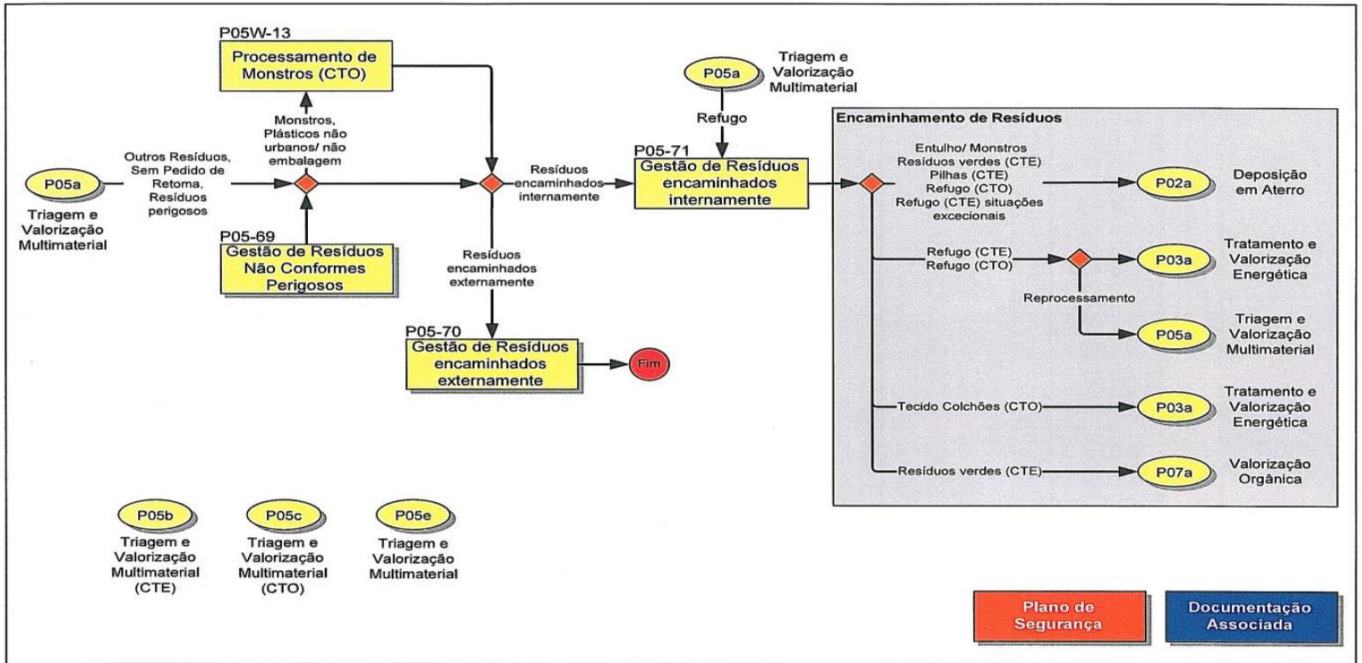 P05W-13
Processamento de
Monstros (CTO)
Monstros,
Plásticos não
urbanos/ não
embalagem
Outros Resíduos,
Sem Pedido de
Retoma,
Resíduos
perigosos
P05a
Triagem e
Valorização
Multimaterial
P05-69
Gestão de Resíduos
Não Conformes
Perigosos
Resíduos
encaminhados
internamente
Resíduos
encaminhados
externamente
P05-70
Gestão de Resíduos
encaminhados
externamente
Fim
P05a
Triagem e
Valorização
Multimaterial
Refugo
P05-71
Gestão de Resíduos
encaminhados
internamente
Encaminhamento de Resíduos
Entulho/ Monstros
Resíduos verdes (CTE)
Pilhas (CTE)
Refugo (CTO)
Refugo (CTE) situações
excecionais
P02a
Deposição
em Aterro
Refugo (CTE)
Refugo (CTO)
P03a
Tratamento e
Valorização
Energética
Reprocessamento
P05a
Triagem e
Valorização
Multimaterial
Tecido Colchões (CTO)
P03a
Tratamento e
Valorização
Energética
Resíduos verdes (CTE)
P07a
Valorização
Orgânica
P05b
Triagem e
Valorização
Multimaterial
(CTE)
P05c
Triagem e
Valorização
Multimaterial
(CTO)
P05e
Triagem e
Valorização
Multimaterial
Plano de
Segurança
Documentação
Associada